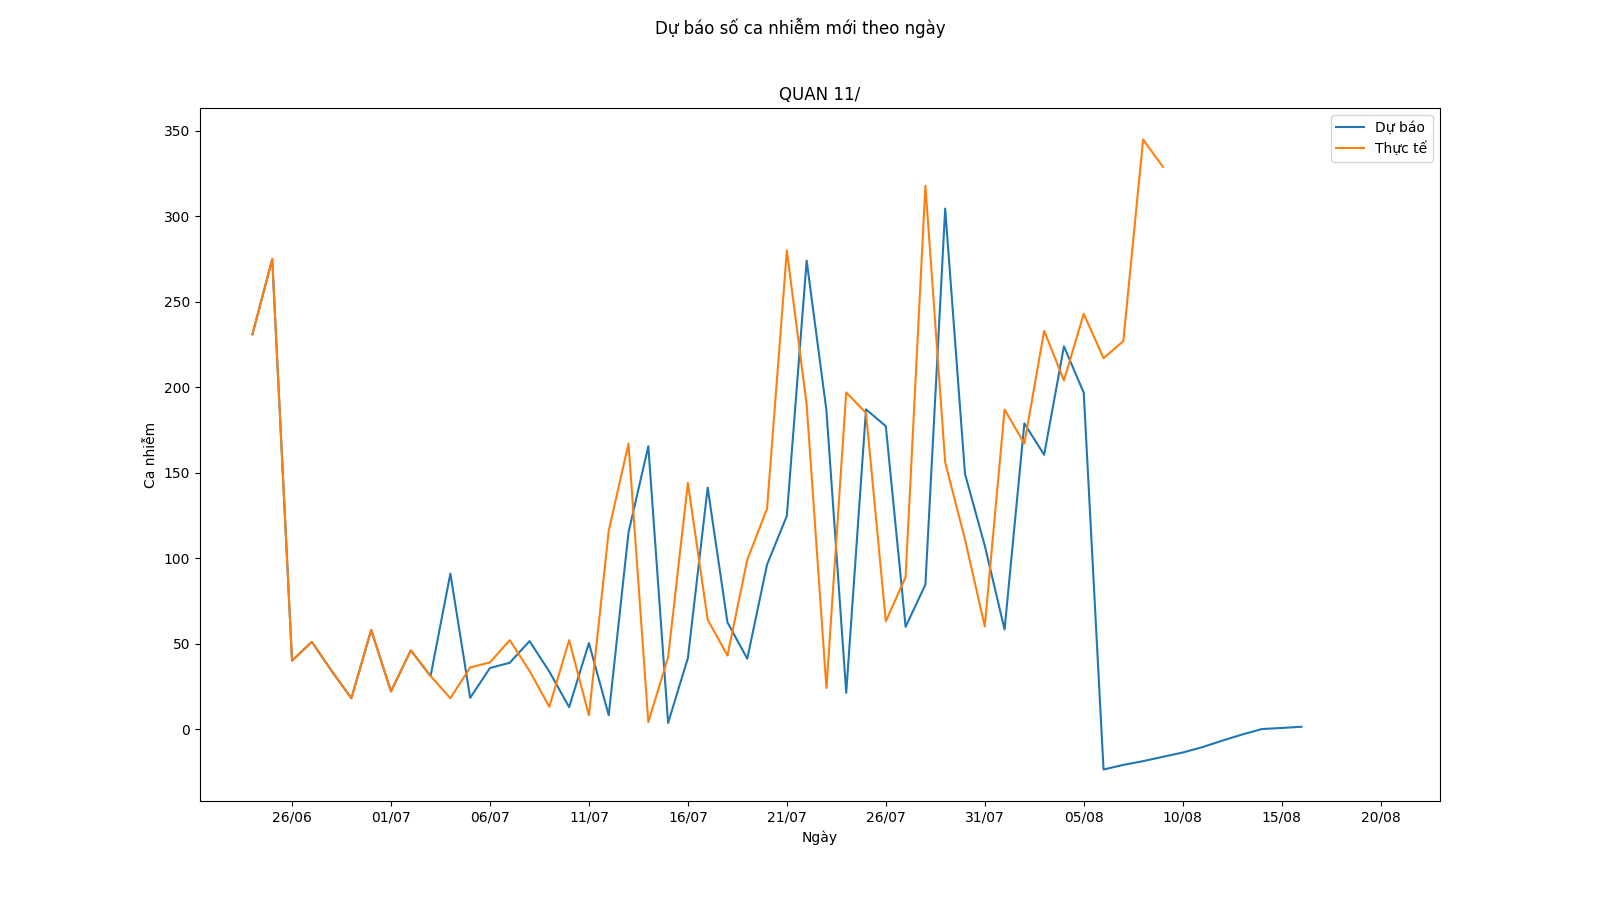 Dự báo số ca nhiễm mới theo ngày
QUAN 11/
Dự báo
Thực tế
350
300
250
200
150
100
50
0
Ca nhiễm
26/06 01/07 06/07 11/07 16/07 21/07 26/07 31/07 05/08 10/08 15/08 20/08
Ngày